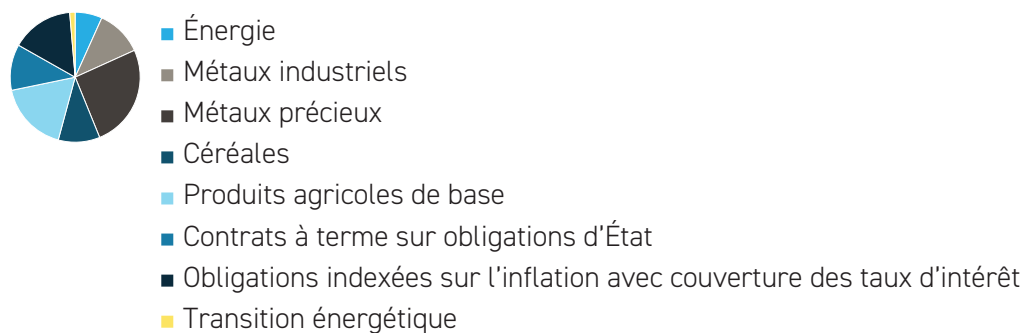 Énergie
Métaux industriels
Métaux précieux
Céréales
Produits agricoles de base
Contrats à terme sur obligations d’État
Obligations indexées sur l’inflation avec couverture des taux d’intérêt
Transition énergétique